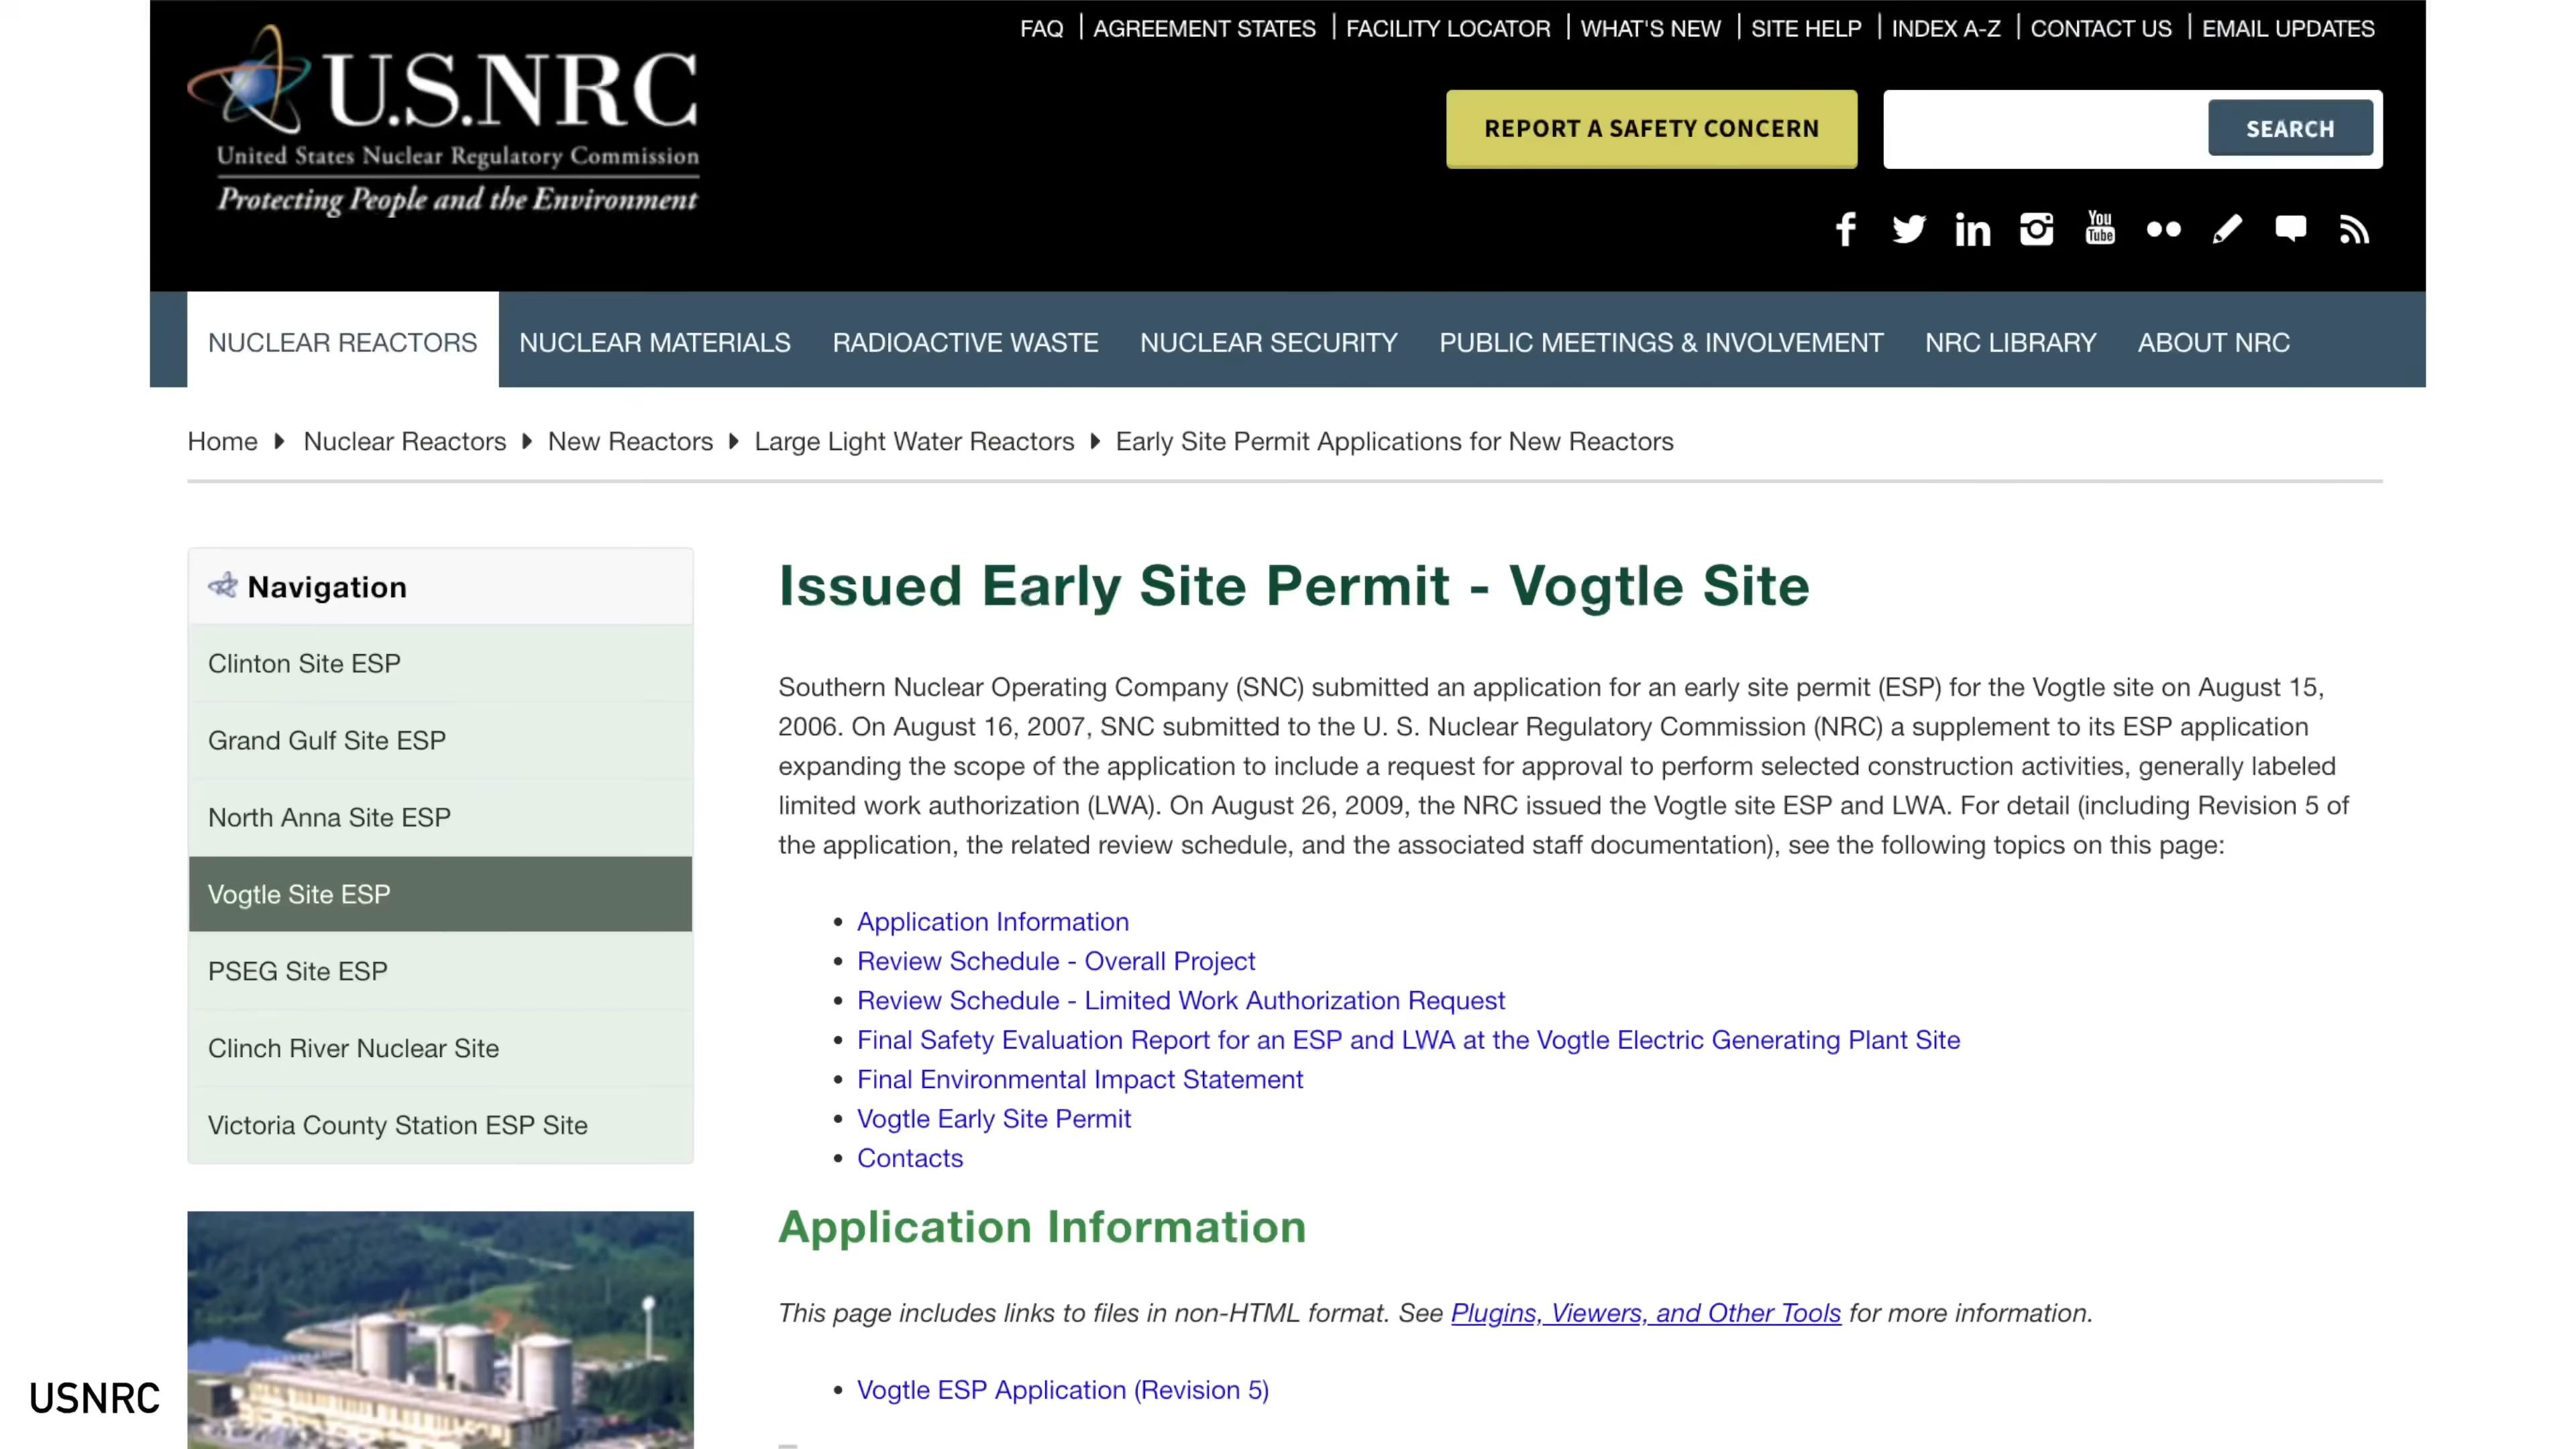 FAQ | AGREEMENT STATES | FACILITY LOCATOR | WHAT'S NEW | SITE HELP | INDEX A-Z | CONTACT US | EMAIL UPDATES
U.S.NRC
United States Nuclear Regulatory Commission
Protecting People and the Environment
REPORT A SAFETY CONCERN
SEARCH
You
Tube
NUCLEAR REACTORS NUCLEAR MATERIALS RADIOACTIVE WASTE NUCLEAR SECURITY PUBLIC MEETINGS & INVOLVEMENT NRC LIBRARY ABOUT NRC
Home Nuclear Reactors New Reactors Large Light Water Reactors Early Site Permit Applications for New Reactors
Navigation
Clinton Site ESP
Grand Gulf Site ESP
North Anna Site ESP
Vogtle Site ESP
PSEG Site ESP
Clinch River Nuclear Site
Victoria County Station ESP Site
Issued Early Site Permit - Vogtle Site
Southern Nuclear Operating Company (SNC) submitted an application for an early site permit (ESP) for the Vogtle site on August 15,
2006. On August 16, 2007, SNC submitted to the U. S. Nuclear Regulatory Commission (NRC) a supplement to its ESP application
expanding the scope of the application to include a request for approval to perform selected construction activities, generally labeled
limited work authorization (LWA). On August 26, 2009, the NRC issued the Vogtle site ESP and LWA. For detail (including Revision 5 of
the application, the related review schedule, and the associated staff documentation), see the following topics on this page:
• Application Information
• Review Schedule - Overall Project
• Review Schedule - Limited Work Authorization Request
• Final Safety Evaluation Report for an ESP and LWA at the Vogtle Electric Generating Plant Site
• Final Environmental Impact Statement
• Vogtle Early Site Permit
• Contacts
Application Information
This page includes links to files in non-HTML format. See Plugins, Viewers, and Other Tools for more information.
• Vogtle ESP Application (Revision 5)
USNRC